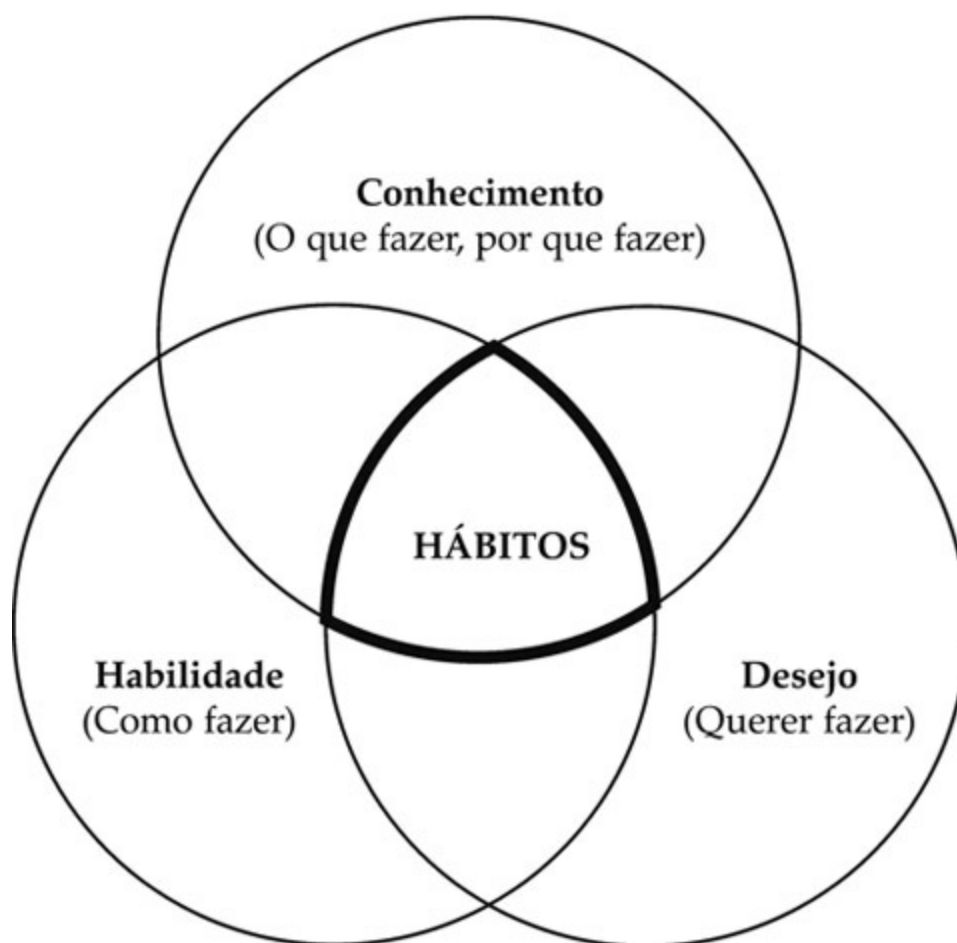 Conhecimento
(O que fazer, por que fazer)
HÁBITOS
Habilidade
(Como fazer)
Desejo
(Querer fazer)